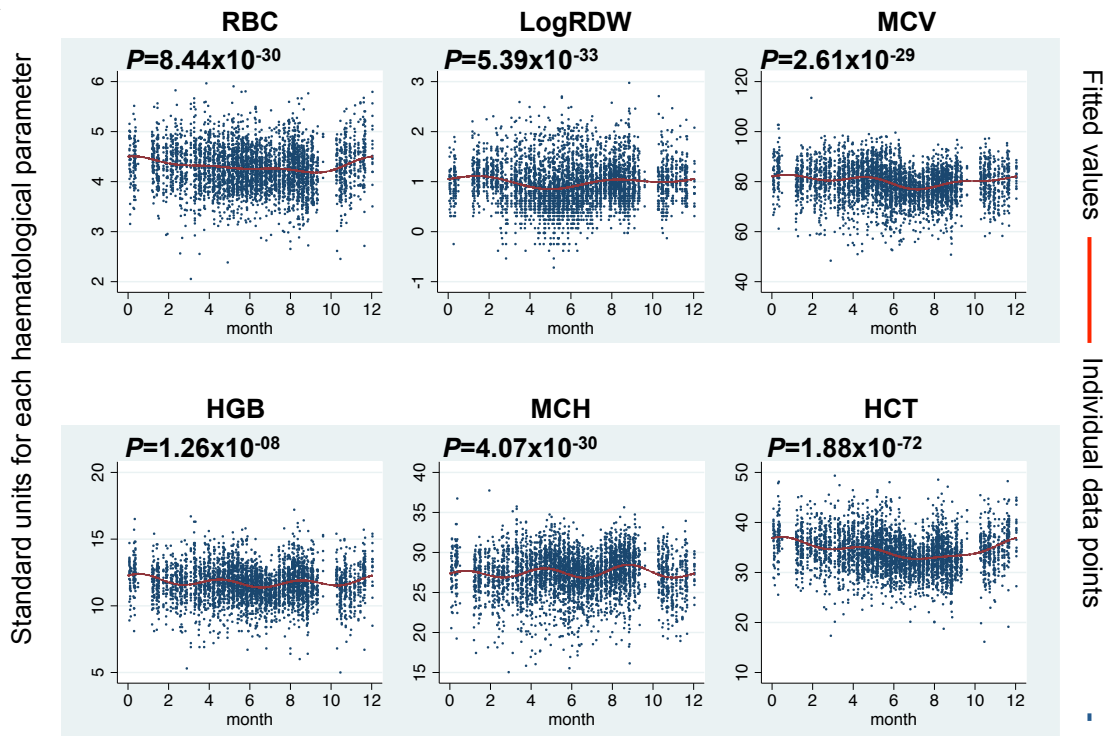 Standard units for each haematological parameter
RBC
P=8.44x10-30
6
5
4
3
2
0 2 4 6 8 10 12
month
LogRDW
P=5.39x10-33
3
2
1
0
-1
0 2 4 6 8 10 12
month
MCV
P=2.61x10-29
120
100
80
60
40
0 2 4 6 8 10 12
month
HGB
P=1.26x10-08
20
15
10
5
0 2 4 6 8 10 12
month
MCH
P=4.07x10-30
40
35
30
25
20
15
0 2 4 6 8 10 12
month
HCT
P=1.88x10-72
50
40
30
20
10
0 2 4 6 8 10 12
month
Fitted values
Individual data points